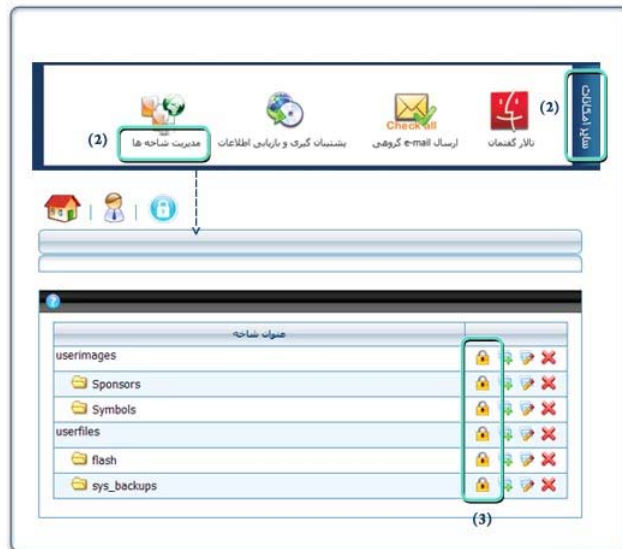 سایر امکانات
(2)
Check all
تالار گفتمان
ارسال e-mail گروهی
پشتیبان گیری و بازیابی اطلاعات
مدیریت شاخه ها
(2)
عنوان شاخه
userimages
Sponsors
Symbols
userfiles
flash
sys_backups
(3)